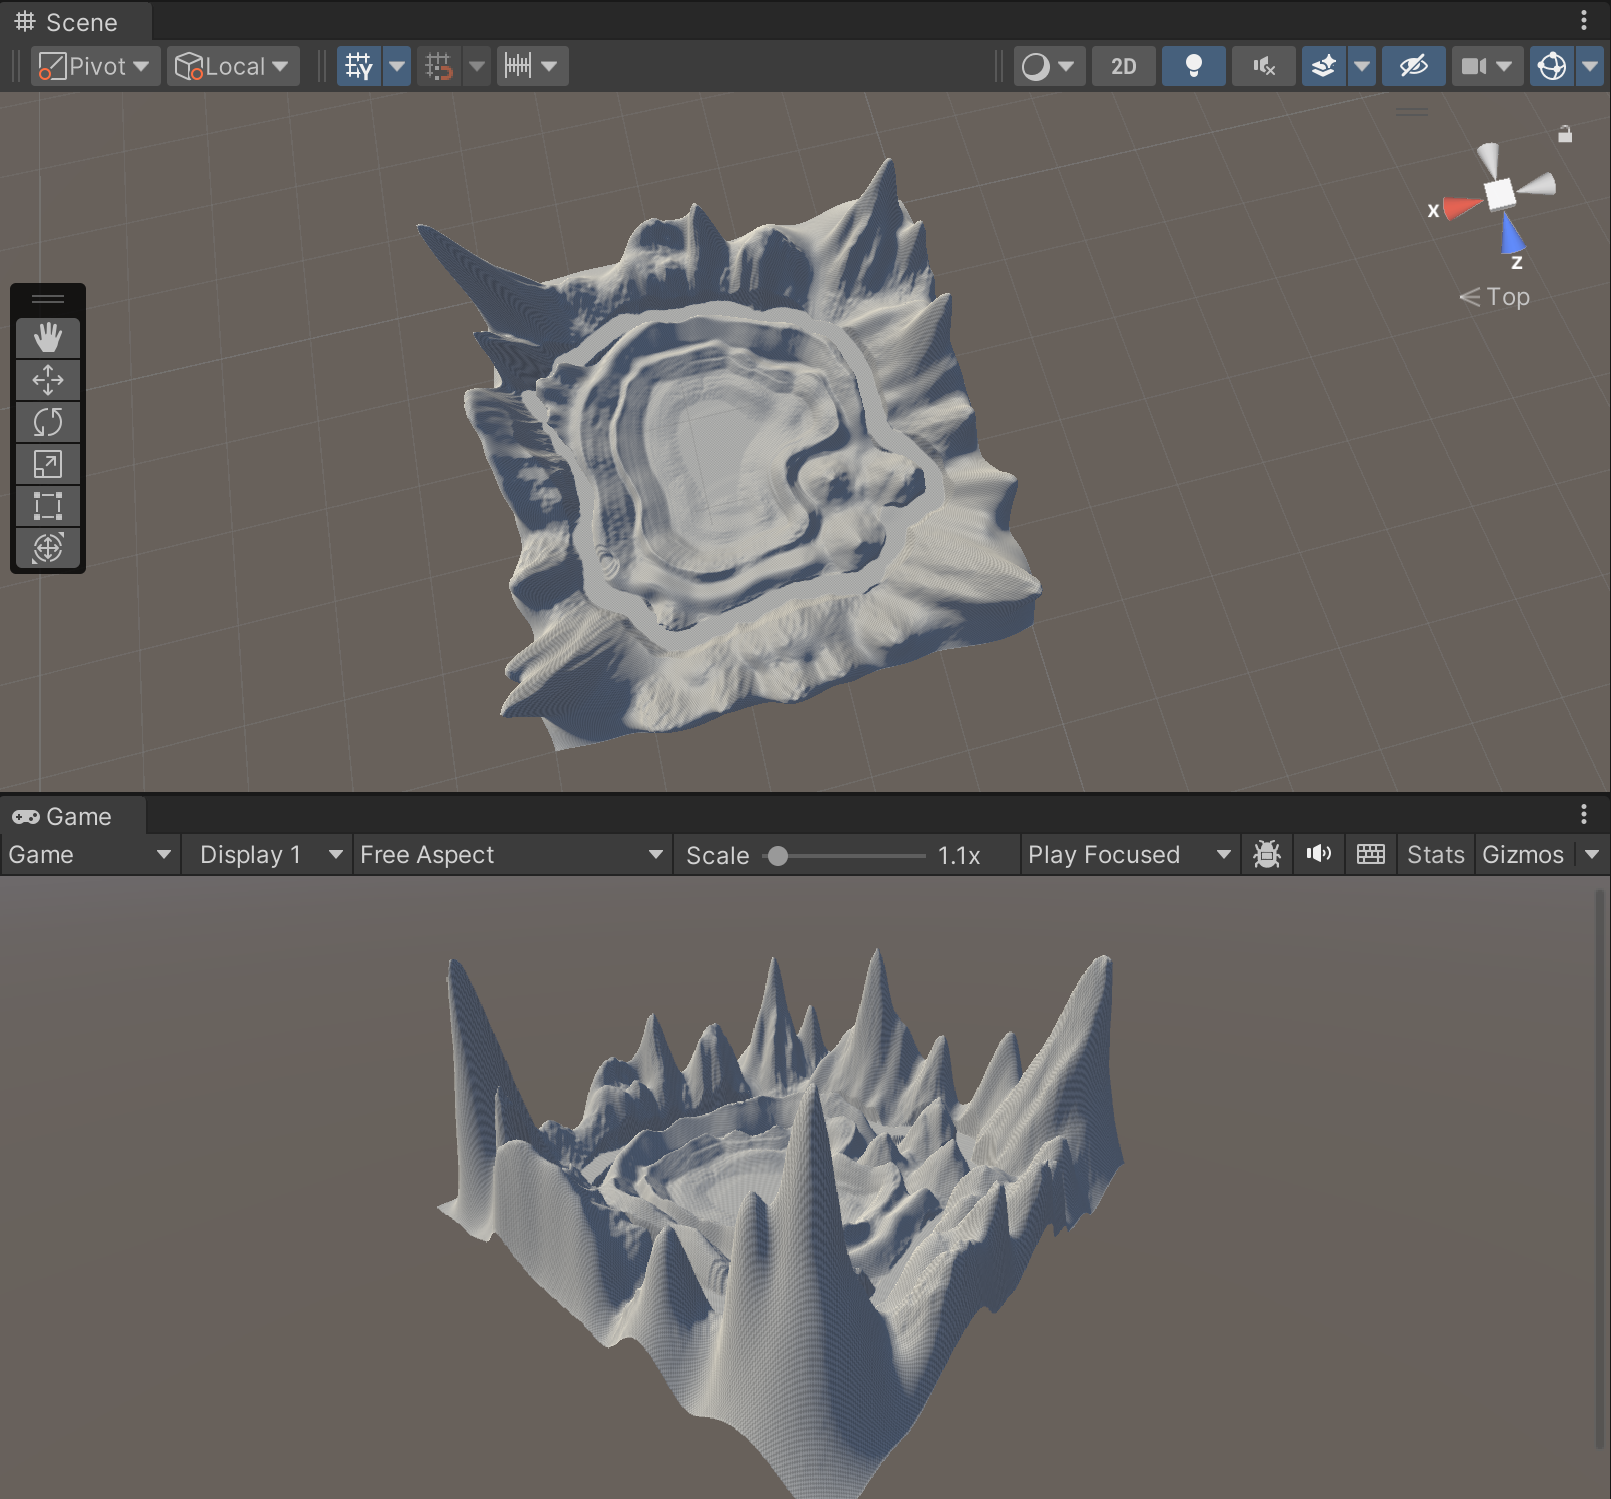 Scene
Pivot Local 2D
X
Z
Top
Game
Game Display 1 Free Aspect Scale 1.1x Play Focused Stats Gizmos